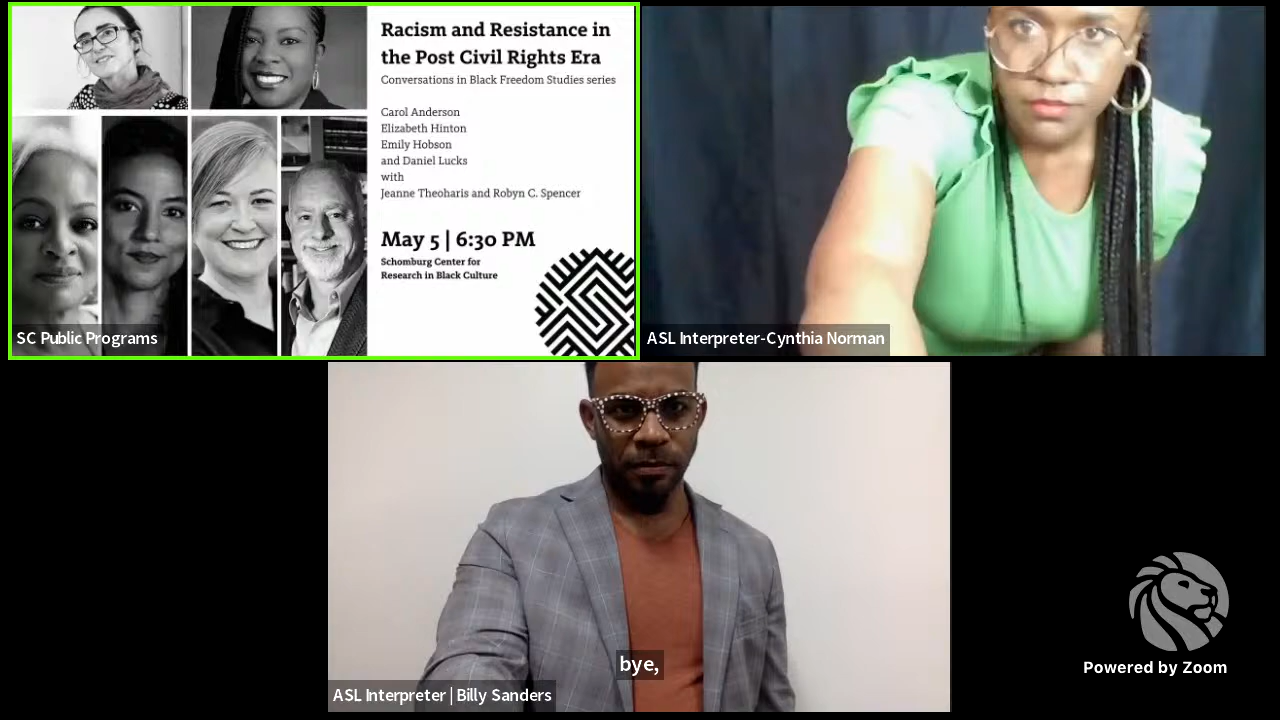 Racism and Resistance in
the Post Civil Rights Era
Conversations in Black Freedom Studies series
Carol Anderson
Elizabeth Hinton
Emily Hobson
and Daniel Lucks
with
Jeanne Theoharis and Robyn C. Spencer
May 5 | 6:30 PM
Schomburg Center for
Research in Black Culture
SC Public Programs
ASL Interpreter-Cynthia Norman
bye,
ASL Interpreter | Billy Sanders
Powered by Zoom